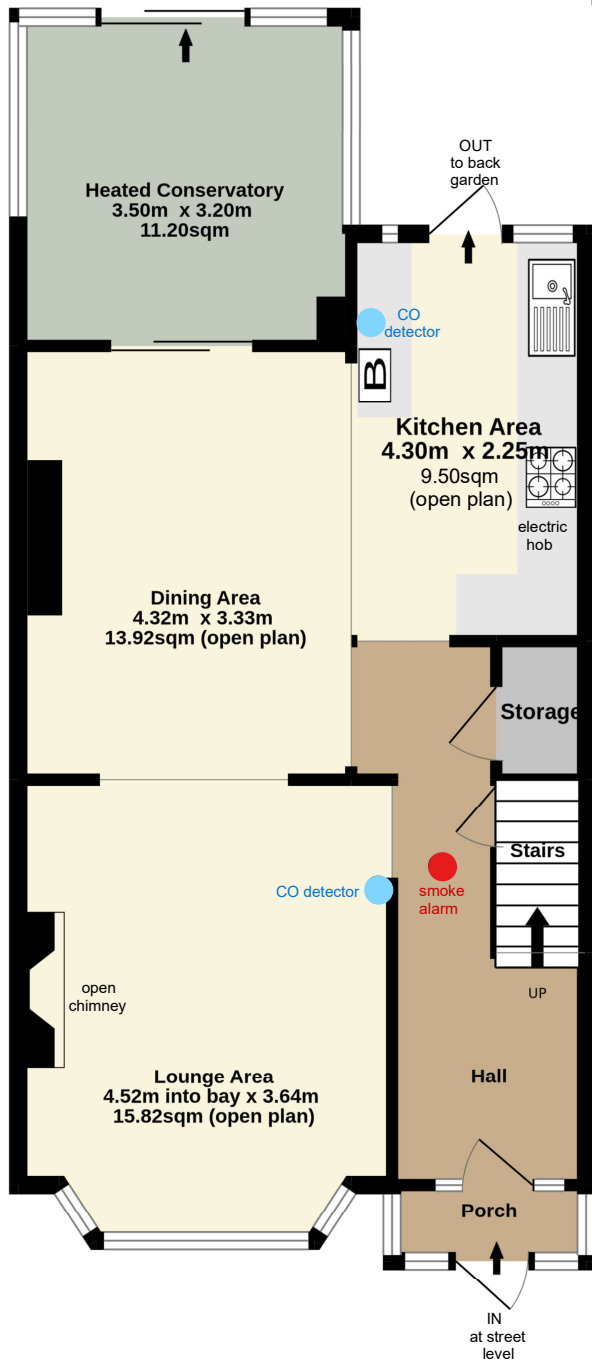 OUT
to back
garden
Heated Conservatory
3.50m x 3.20m
11.20sqm
CO
detector
B
Kitchen Area
4.30m x 2.25m
9.50sqm
(open plan)
electric
hob
Dining Area
4.32m x 3.33m
13.92sqm (open plan)
Storage
Stairs
CO detector
smoke
alarm
open
chimney
UP
Hall
Lounge Area
4.52m into bay x 3.64m
15.82sqm (open plan)
Porch
IN
at street
level